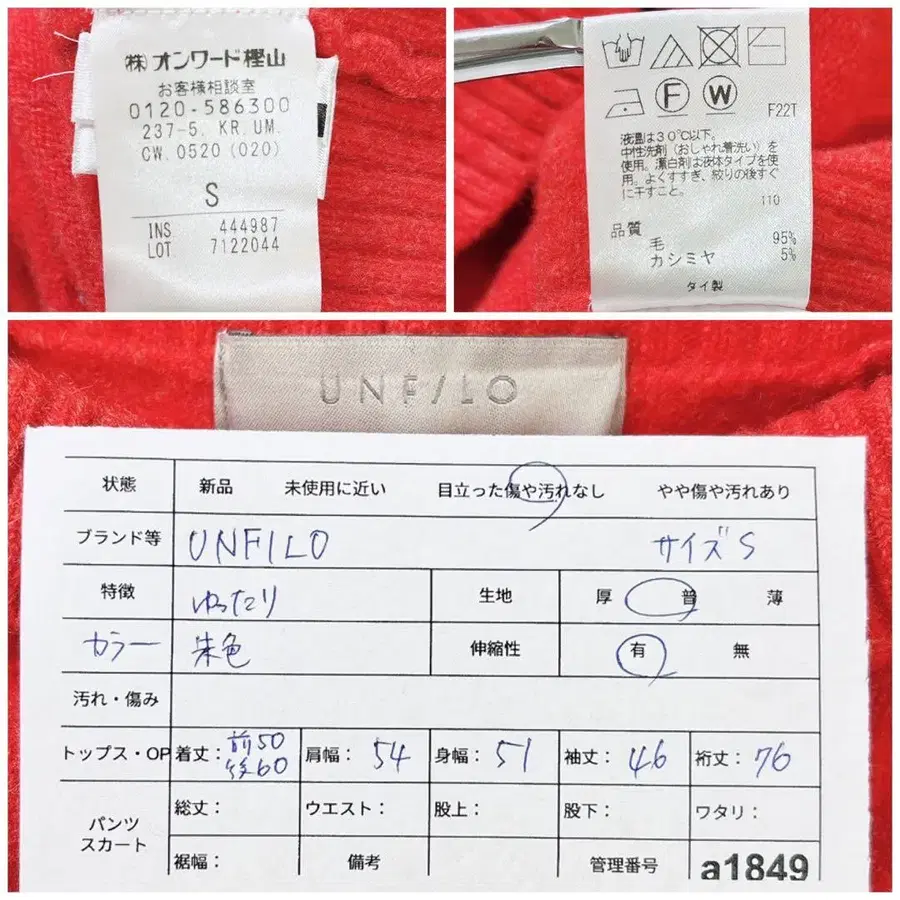 ㈱オンワード樫山
お客様相談室
0120-586300
237-5. KR. UM.
CW. 0520 (020)
S
INS 444987
LOT 7122044
F W
F22T
液温は30℃以下。
中性洗剤(おしゃれ着洗い)を
使用。漂白剤は液体タイプを使
用。よくすすぎ、絞りの後すぐ
に干すこと。
110
品質
毛 95%
カシミヤ 5%
タイ製
UNF/LO
状態 新品 未使用に近い 目立った傷や汚れなし やや傷や汚れあり
ブランド等 UNFILO サイズS
特徴 ゆったり 生地 厚 普 薄
カラー 朱色 伸縮性 有 無
汚れ・傷み
トップス・OP 着丈: 前50 後60 肩幅: 54 身幅: 51 袖丈: 46 裄丈: 76
パンツ スカート 総丈: ウエスト: 股上: 股下: ワタリ:
裾幅: 備考 管理番号 a1849